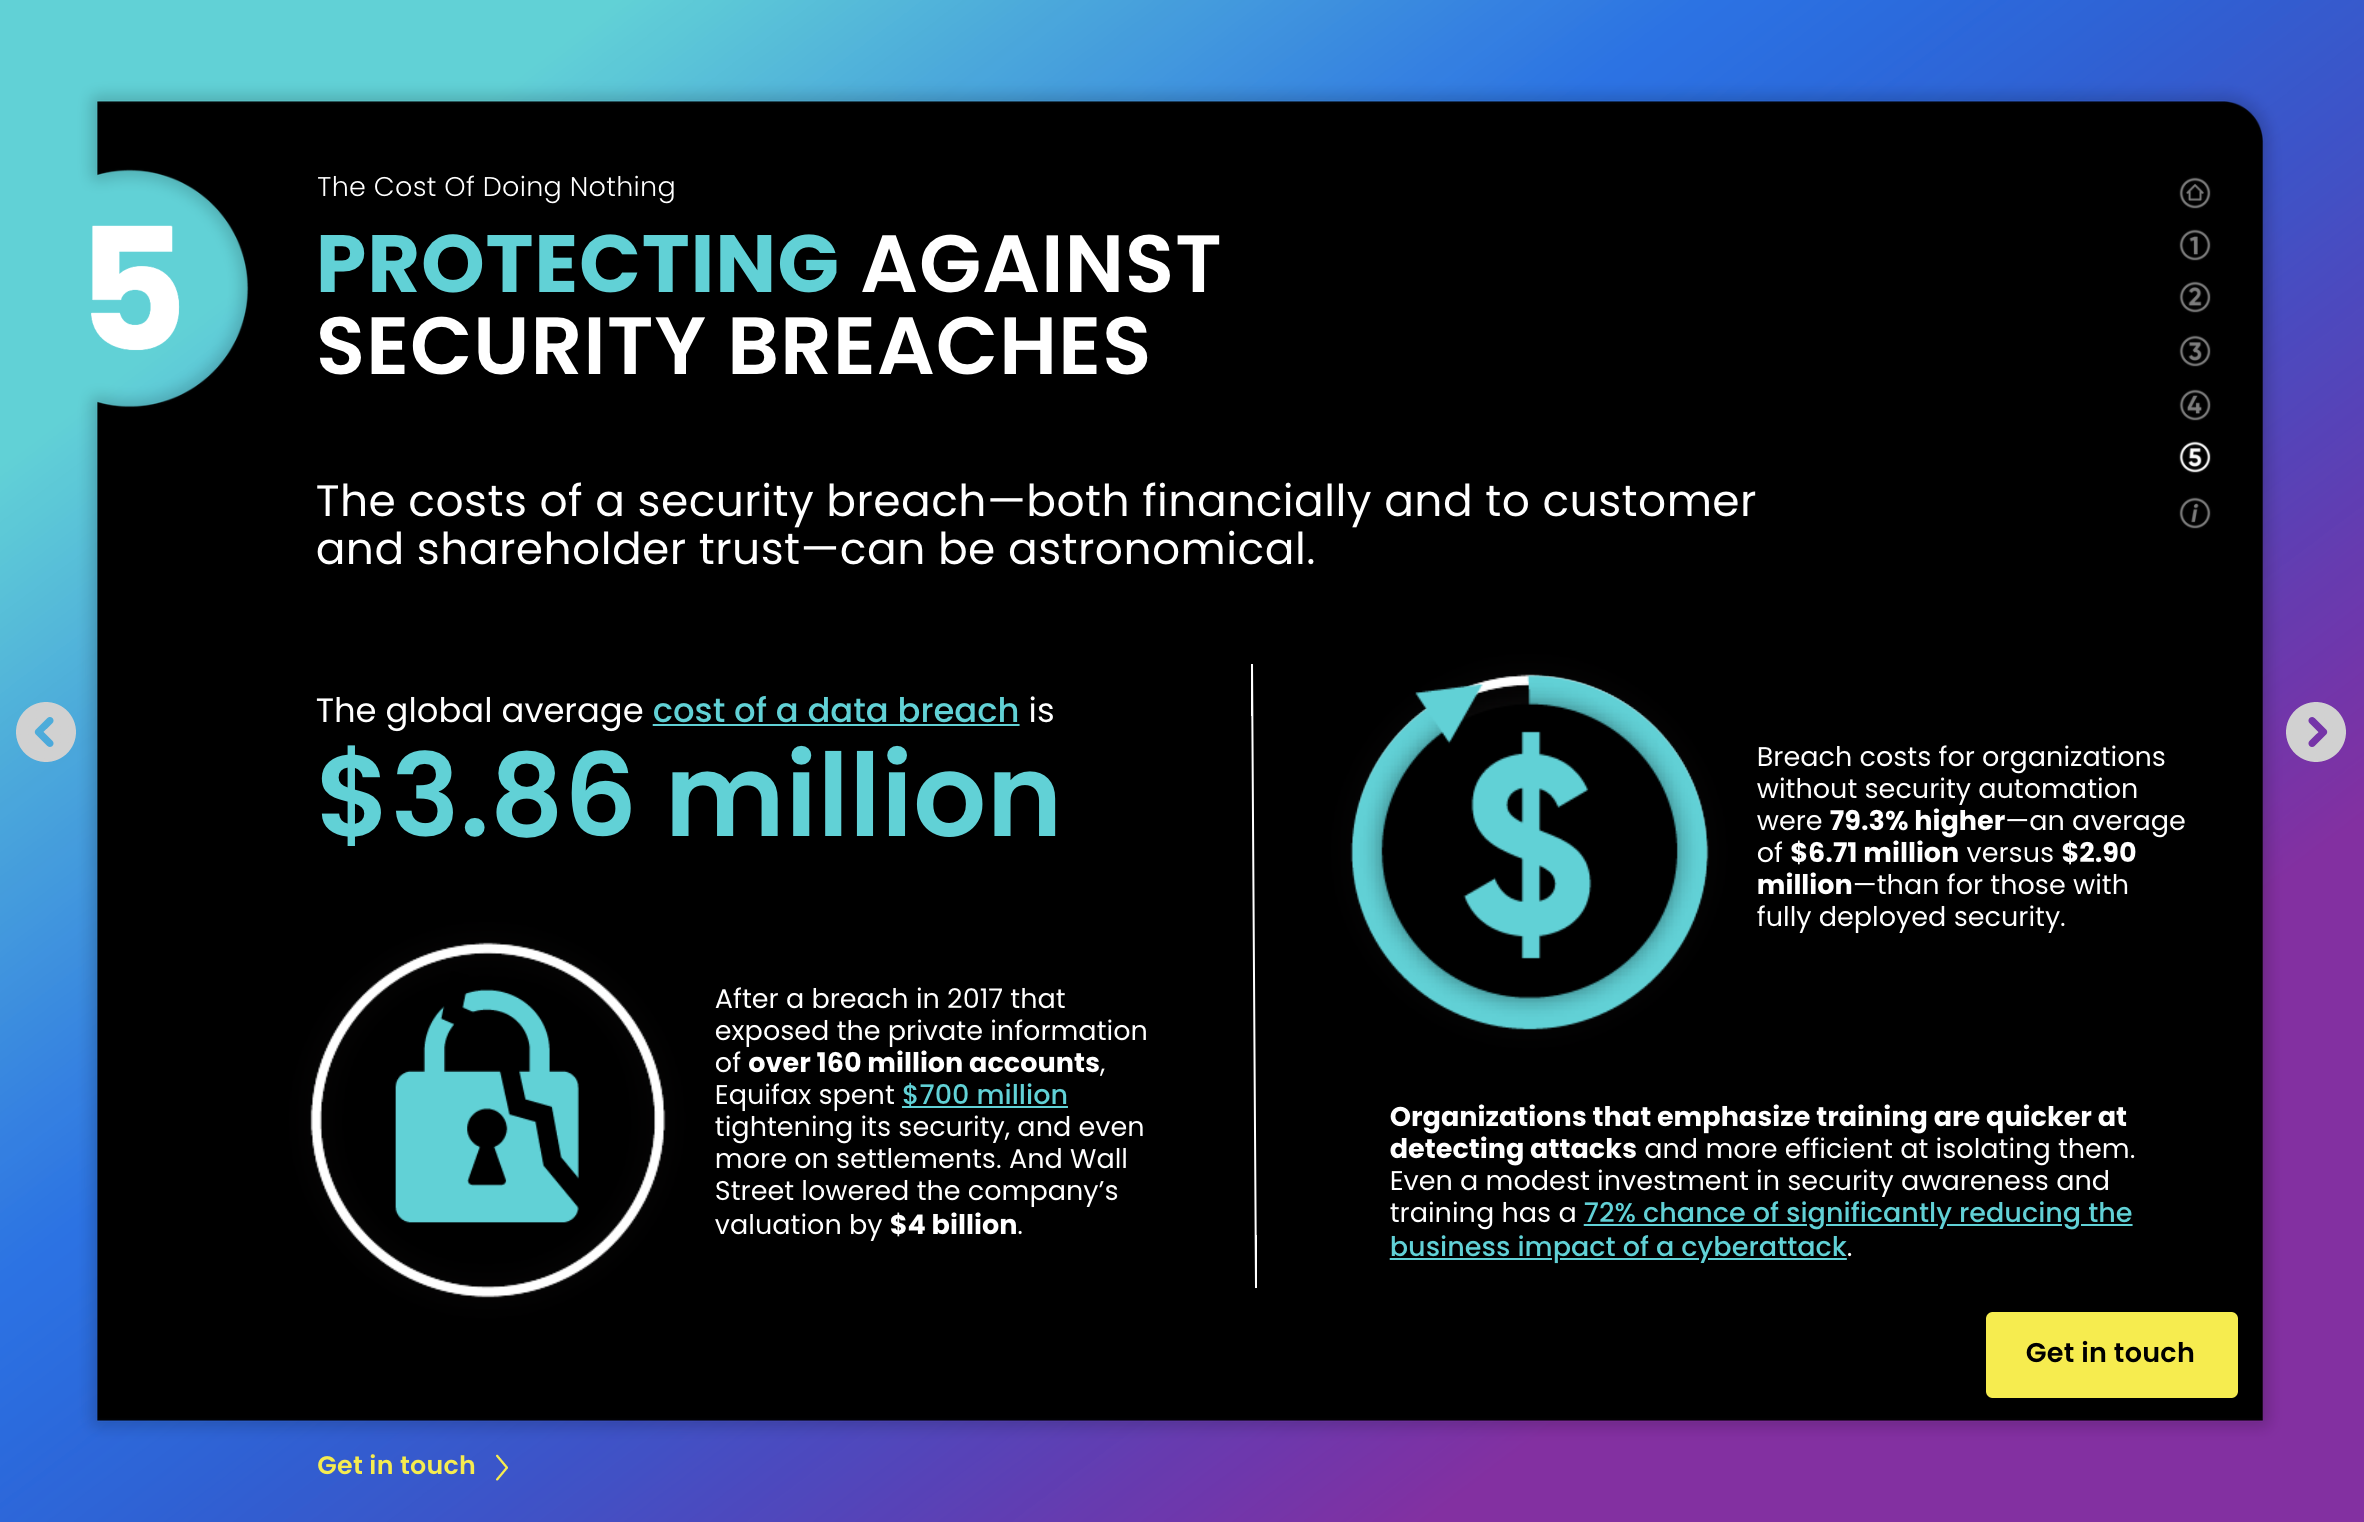 5
The Cost Of Doing Nothing
PROTECTING AGAINST
SECURITY BREACHES
1
2
3
4
5
i
The costs of a security breach—both financially and to customer
and shareholder trust—can be astronomical.
The global average cost of a data breach is
$3.86 million
After a breach in 2017 that
exposed the private information
of over 160 million accounts,
Equifax spent $700 million
tightening its security, and even
more on settlements. And Wall
Street lowered the company’s
valuation by $4 billion.
$
Breach costs for organizations
without security automation
were 79.3% higher—an average
of $6.71 million versus $2.90
million—than for those with
fully deployed security.
Organizations that emphasize training are quicker at
detecting attacks and more efficient at isolating them.
Even a modest investment in security awareness and
training has a 72% chance of significantly reducing the
business impact of a cyberattack.
Get in touch
Get in touch